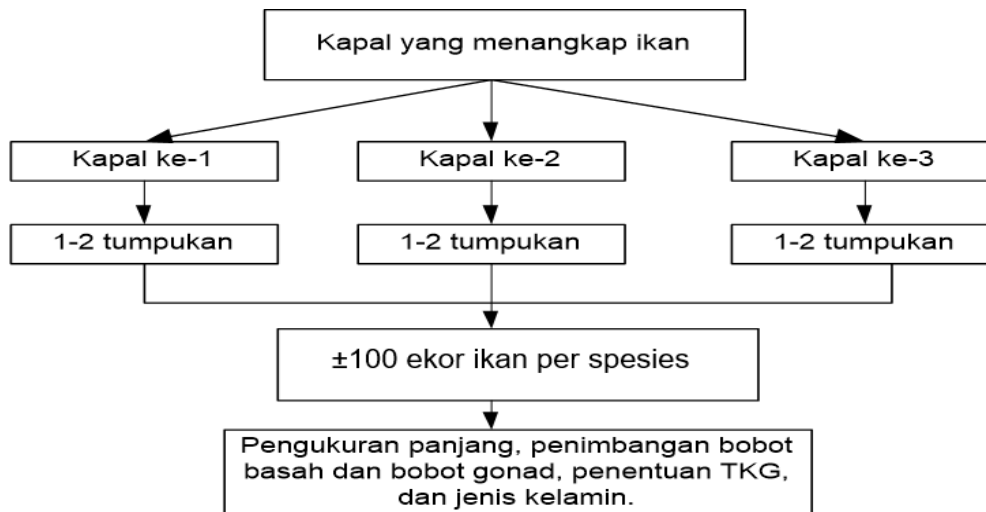 Kapal yang menangkap ikan
Kapal ke-1
Kapal ke-2
Kapal ke-3
1-2 tumpukan
1-2 tumpukan
1-2 tumpukan
±100 ekor ikan per spesies
Pengukuran panjang, penimbangan bobot
basah dan bobot gonad, penentuan TKG,
dan jenis kelamin.